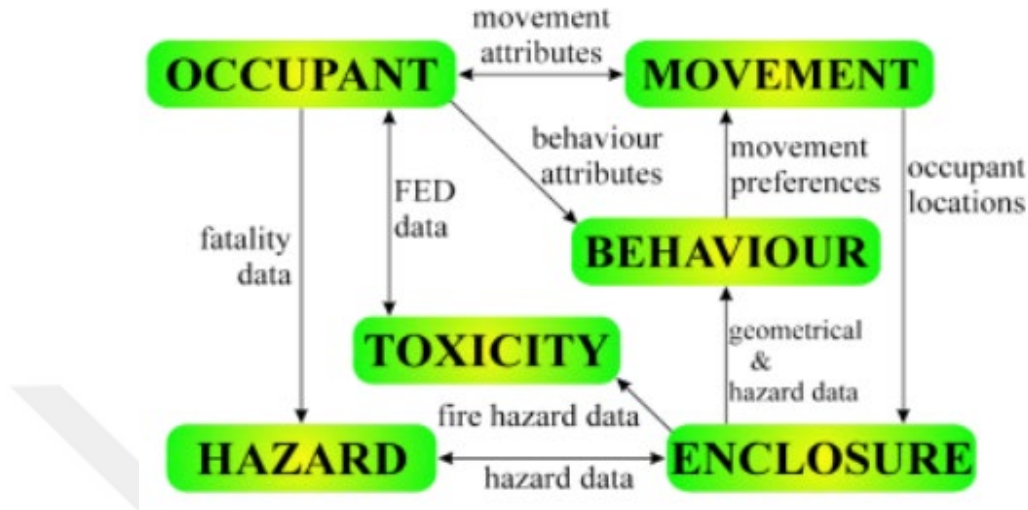 movement
attributes
OCCUPANT
MOVEMENT
behaviour
attributes
movement
preferences
occupant
locations
FED
data
fatality
data
BEHAVIOUR
TOXICITY
geometrical
&
hazard data
fire hazard data
HAZARD
hazard data
ENCLOSURE